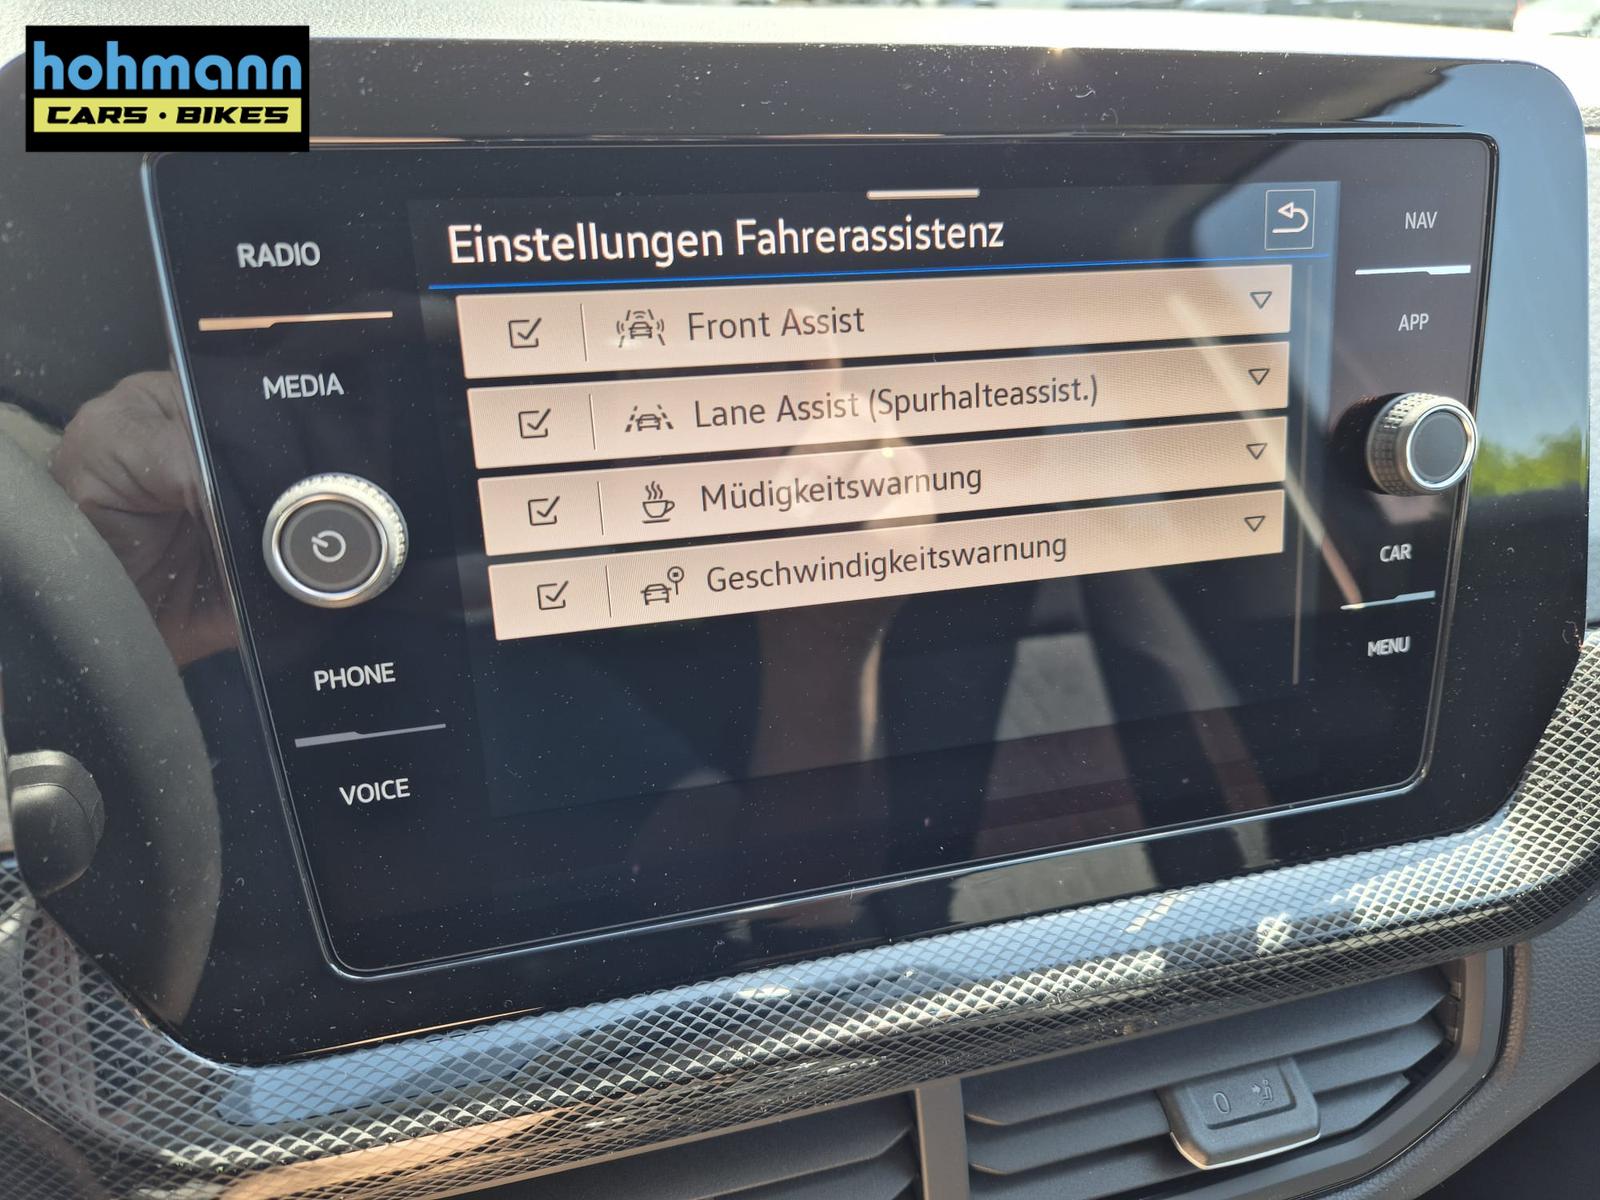 hohmann
CARS · BIKES
Einstellungen Fahrerassistenz
Front Assist
Lane Assist (Spurhalteassist.)
Müdigkeitswarnung
Geschwindigkeitswarnung
RADIO
MEDIA
PHONE
VOICE
NAV
APP
CAR
MENU
0